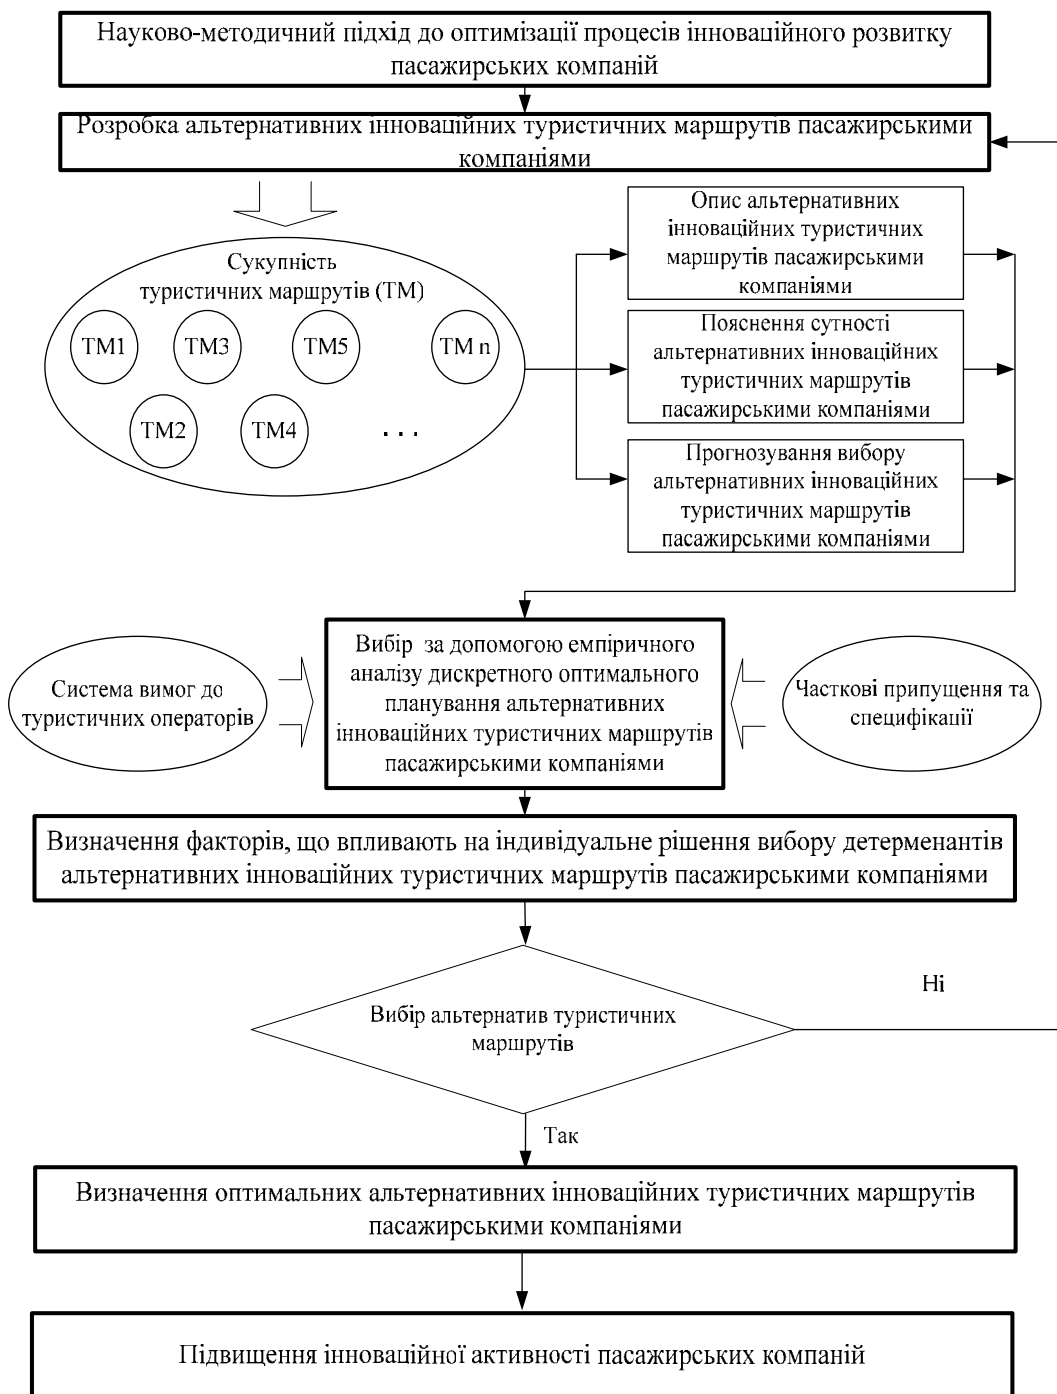 Науково-методичний підхід до оптимізації процесів інноваційного розвитку
пасажирських компаній
Розробка альтернативних інноваційних туристичних маршрутів пасажирськими
компаніями
Сукупність
туристичних маршрутів (ТМ)
ТМ1
ТМ3
ТМ5
ТМ n
ТМ2
ТМ4
. . .
Опис альтернативних
інноваційних туристичних
маршрутів пасажирськими
компаніями
Пояснення сутності
альтернативних інноваційних
туристичних маршрутів
пасажирськими компаніями
Прогнозування вибору
альтернативних інноваційних
туристичних маршрутів
пасажирськими компаніями
Система вимог до
туристичних операторів
Вибір за допомогою емпіричного
аналізу дискретного оптимального
планування альтернативних
інноваційних туристичних маршрутів
пасажирськими компаніями
Часткові припущення та
специфікації
Визначення факторів, що впливають на індивідуальне рішення вибору детерменантів
альтернативних інноваційних туристичних маршрутів пасажирськими компаніями
Ні
Вибір альтернатив туристичних
маршрутів
Так
Визначення оптимальних альтернативних інноваційних туристичних маршрутів
пасажирськими компаніями
Підвищення інноваційної активності пасажирських компаній